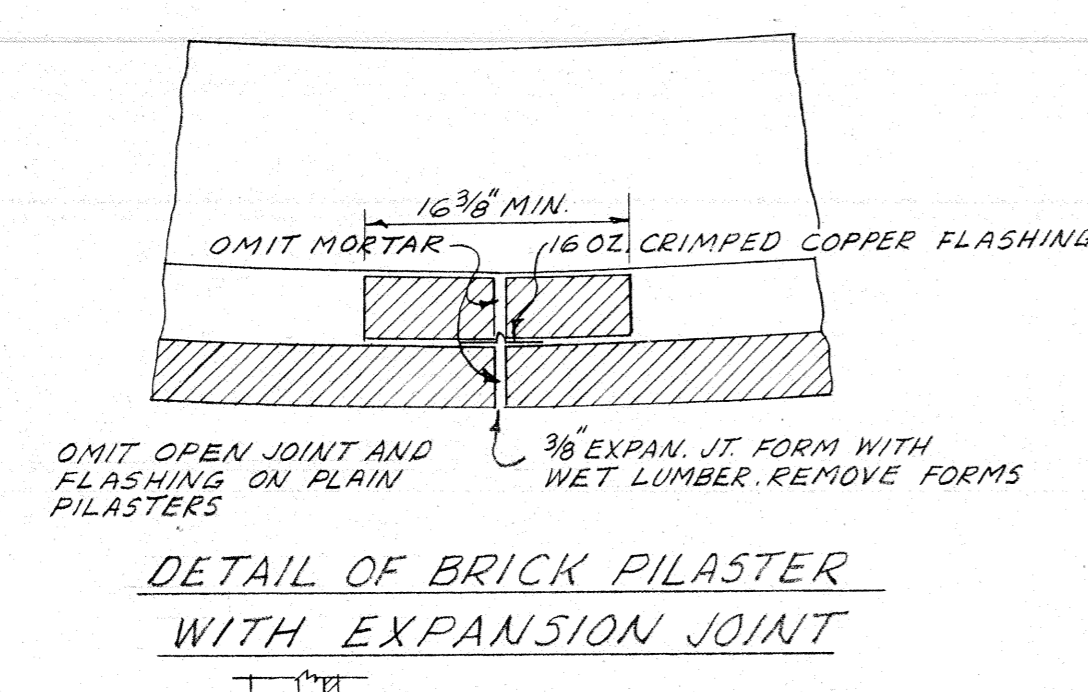 16 3/8" MIN.
OMIT MORTAR
16 OZ. CRIMPED COPPER FLASHING
OMIT OPEN JOINT AND
FLASHING ON PLAIN
PILASTERS
3/8" EXPAN. JT. FORM WITH
WET LUMBER. REMOVE FORMS
DETAIL OF BRICK PILASTER
WITH EXPANSION JOINT